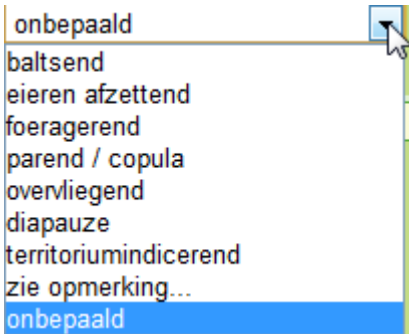 onbepaald
baltsend
eieren afzettend
foeragerend
parend / copula
overvliegend
diapauze
territoriumindicerend
zie opmerking...
onbepaald